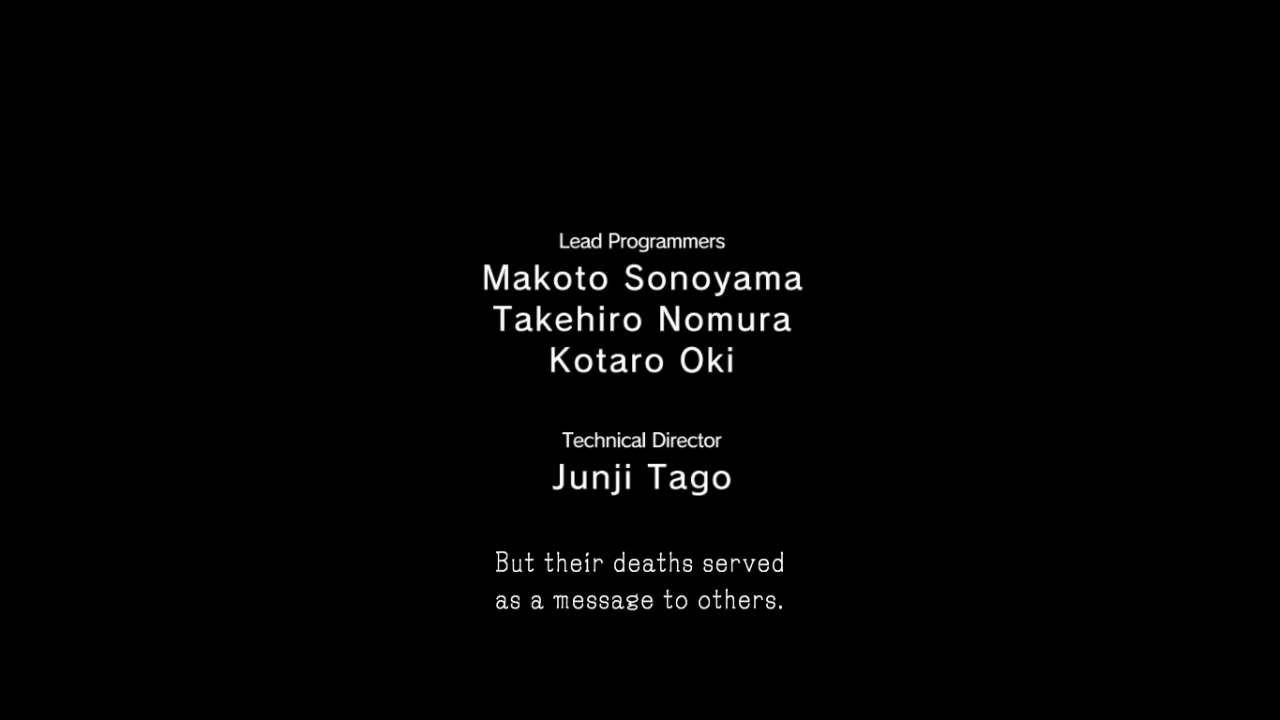 Lead Programmers
Makoto Sonoyama
Takehiro Nomura
Kotaro Oki
Technical Director
Junji Tago
But their deaths served
as a message to others.